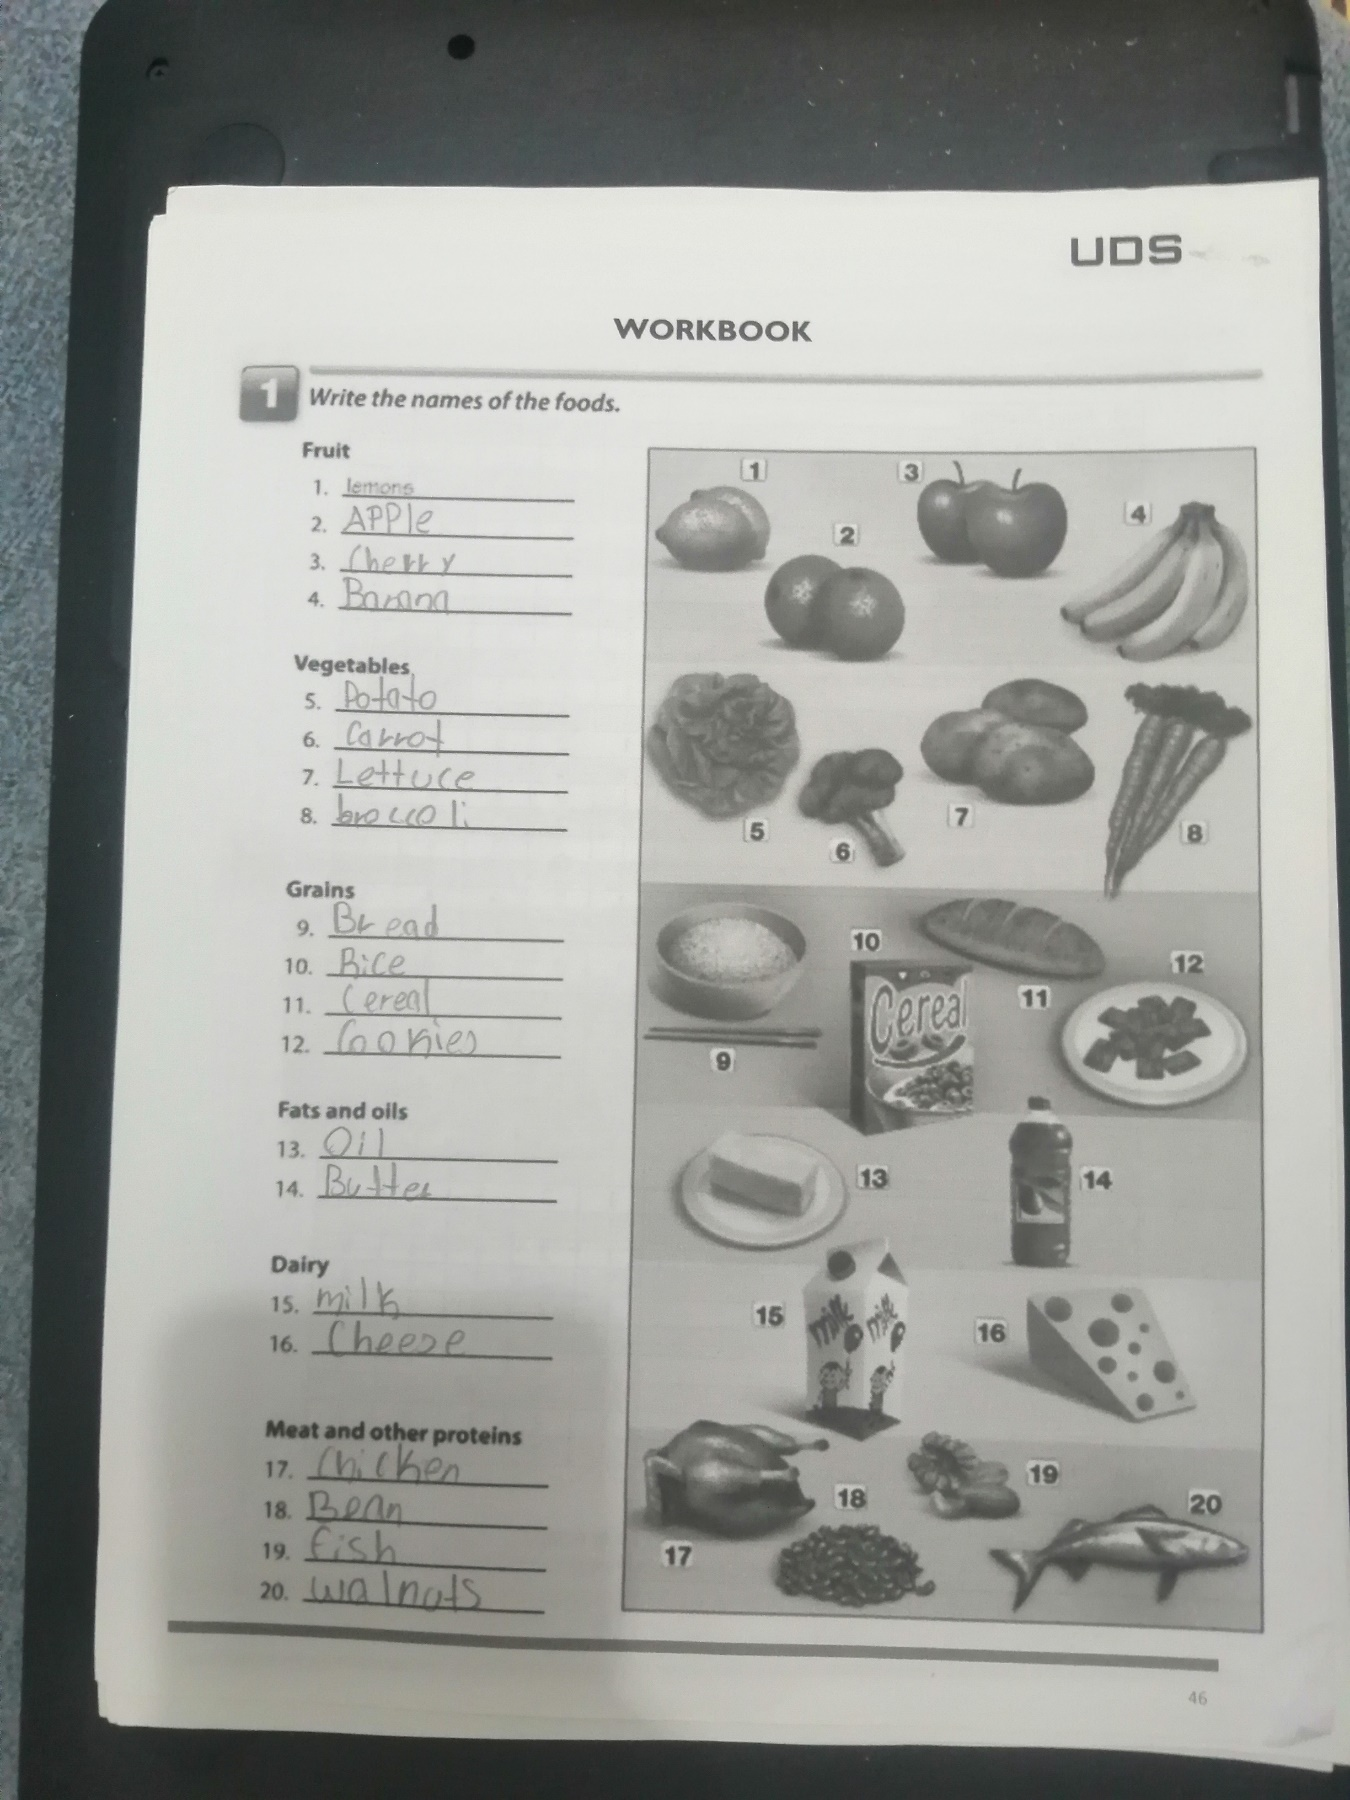 UDS
WORKBOOK
1 Write the names of the foods.
Fruit
1. lemons
2. APPle
3. Cherry
4. Banana
Vegetables
5. Potato
6. Carrot
7. Lettuce
8. broccoli
Grains
9. Bread
10. Rice
11. Cereal
12. Cookies
Fats and oils
13. Oil
14. Butter
Dairy
15. milk
16. Cheese
Meat and other proteins
17. Chicken
18. Bean
19. fish
20. walnuts
1
3
2
4
5
6
7
8
9
10
Cereal
11
12
13
14
15
milk milk
16
17
18
19
20
46